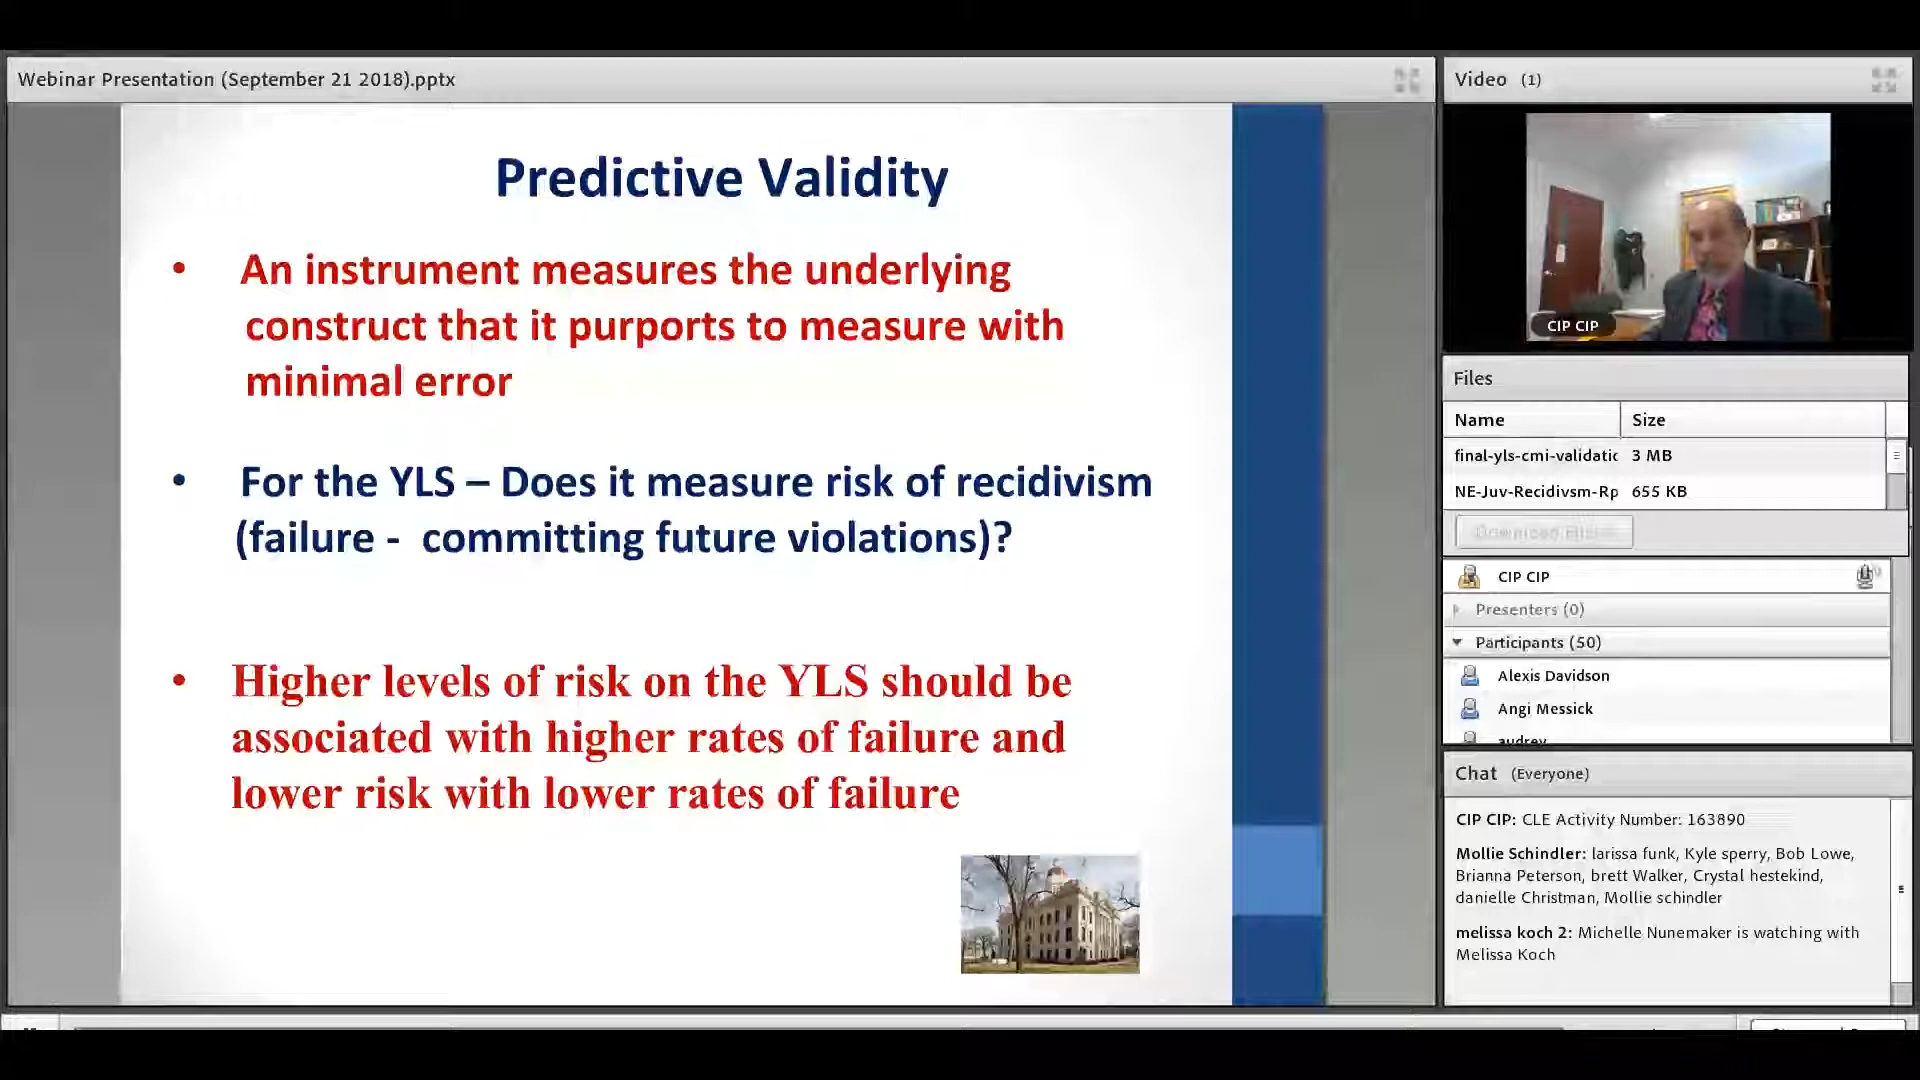 Webinar Presentation (September 21 2018).pptx
Predictive Validity
• An instrument measures the underlying
construct that it purports to measure with
minimal error
• For the YLS – Does it measure risk of recidivism
(failure - committing future violations)?
• Higher levels of risk on the YLS should be
associated with higher rates of failure and
lower risk with lower rates of failure
Video (1)
CIP CIP
Files
Name Size
final-yls-cmi-validatic 3 MB
NE-Juv-Recidivsm-Rp 655 KB
CIP CIP
Presenters (0)
Participants (50)
Alexis Davidson
Angi Messick
audrey
Chat (Everyone)
CIP CIP: CLE Activity Number: 163890
Mollie Schindler: larissa funk, Kyle sperry, Bob Lowe,
Brianna Peterson, brett Walker, Crystal hestekind,
danielle Christman, Mollie schindler
melissa koch 2: Michelle Nunemaker is watching with
Melissa Koch